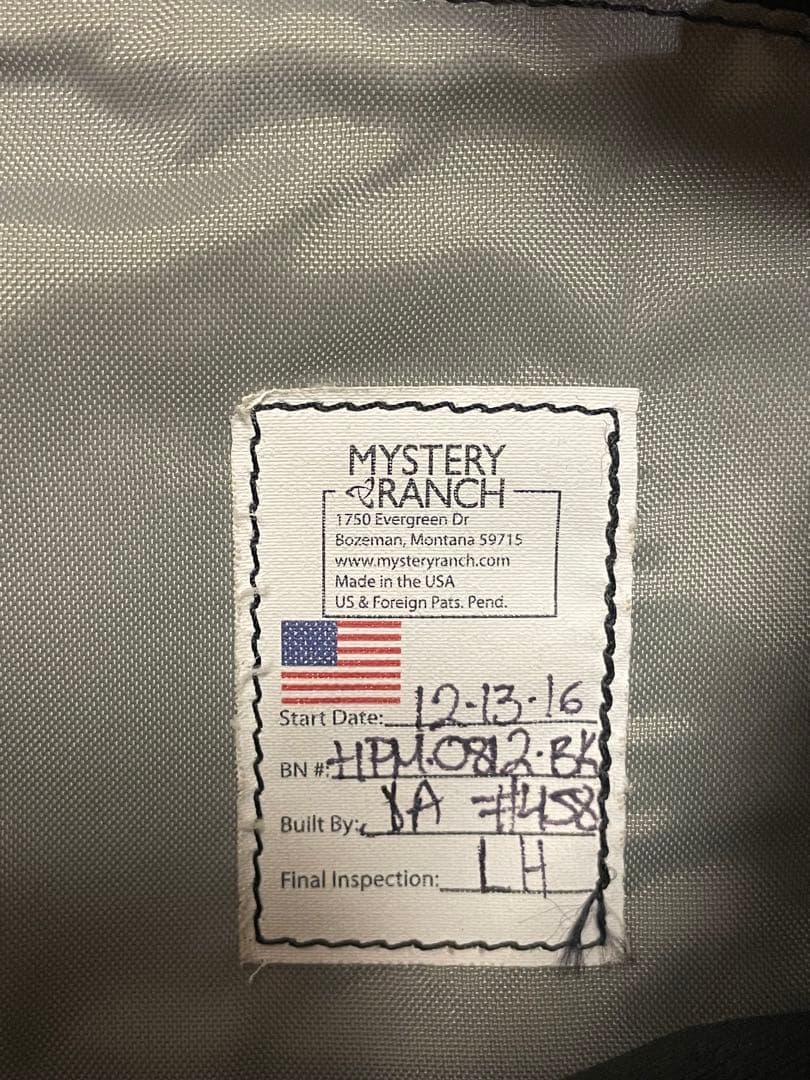 MYSTERY
RANCH
1750 Evergreen Dr
Bozeman, Montana 59715
www.mysteryranch.com
Made in the USA
US & Foreign Pats. Pend.
Start Date: 12-13-16
BN #: HPM.0812.BK
Built By: #458
Final Inspection: LH